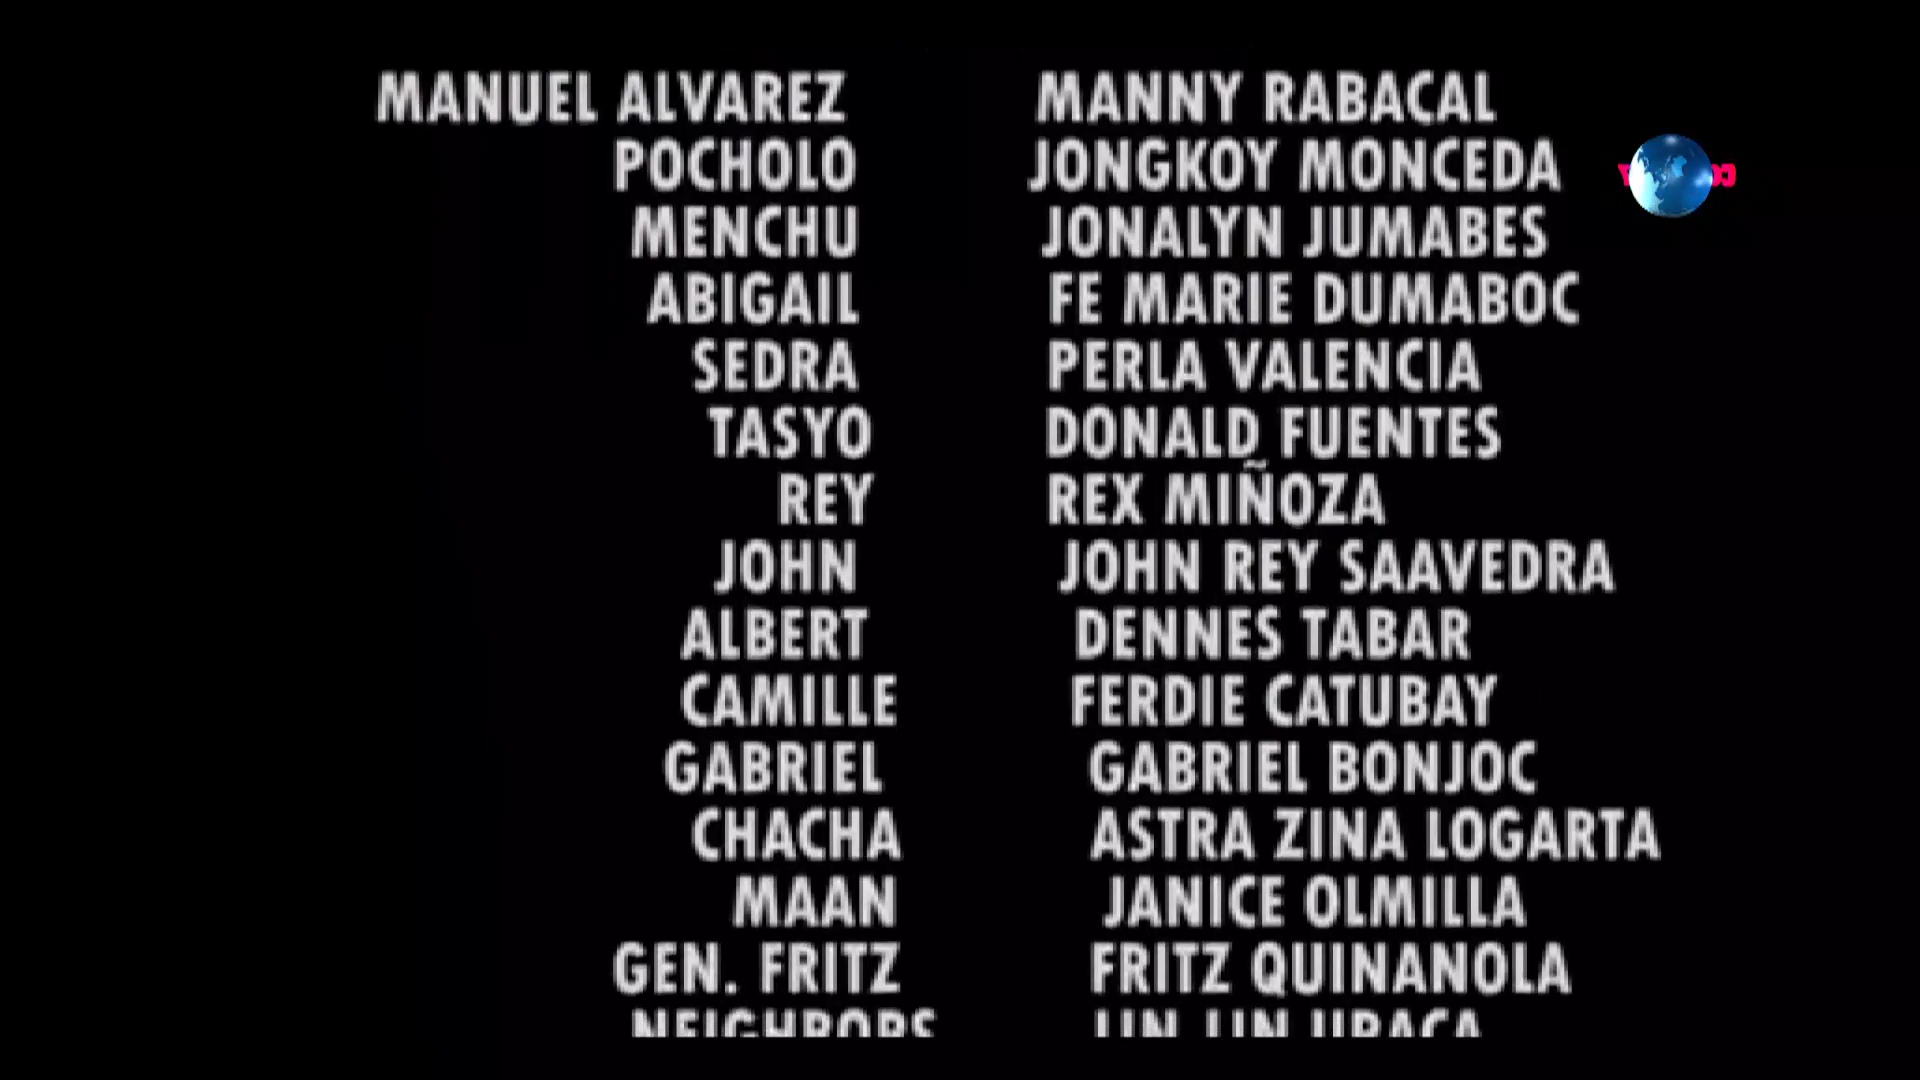 MANUEL ALVAREZ MANNY RABACAL
POCHOLO JONGKOY MONCEDA
MENCHU JONALYN JUMABES
ABIGAIL FE MARIE DUMABOC
SEDRA PERLA VALENCIA
TASYO DONALD FUENTES
REY REX MIÑOZA
JOHN JOHN REY SAAVEDRA
ALBERT DENNES TABAR
CAMILLE FERDIE CATUBAY
GABRIEL GABRIEL BONJOC
CHACHA ASTRA ZINA LOGARTA
MAAN JANICE OLMILLA
GEN. FRITZ FRITZ QUINANOLA
NEIGHBORS